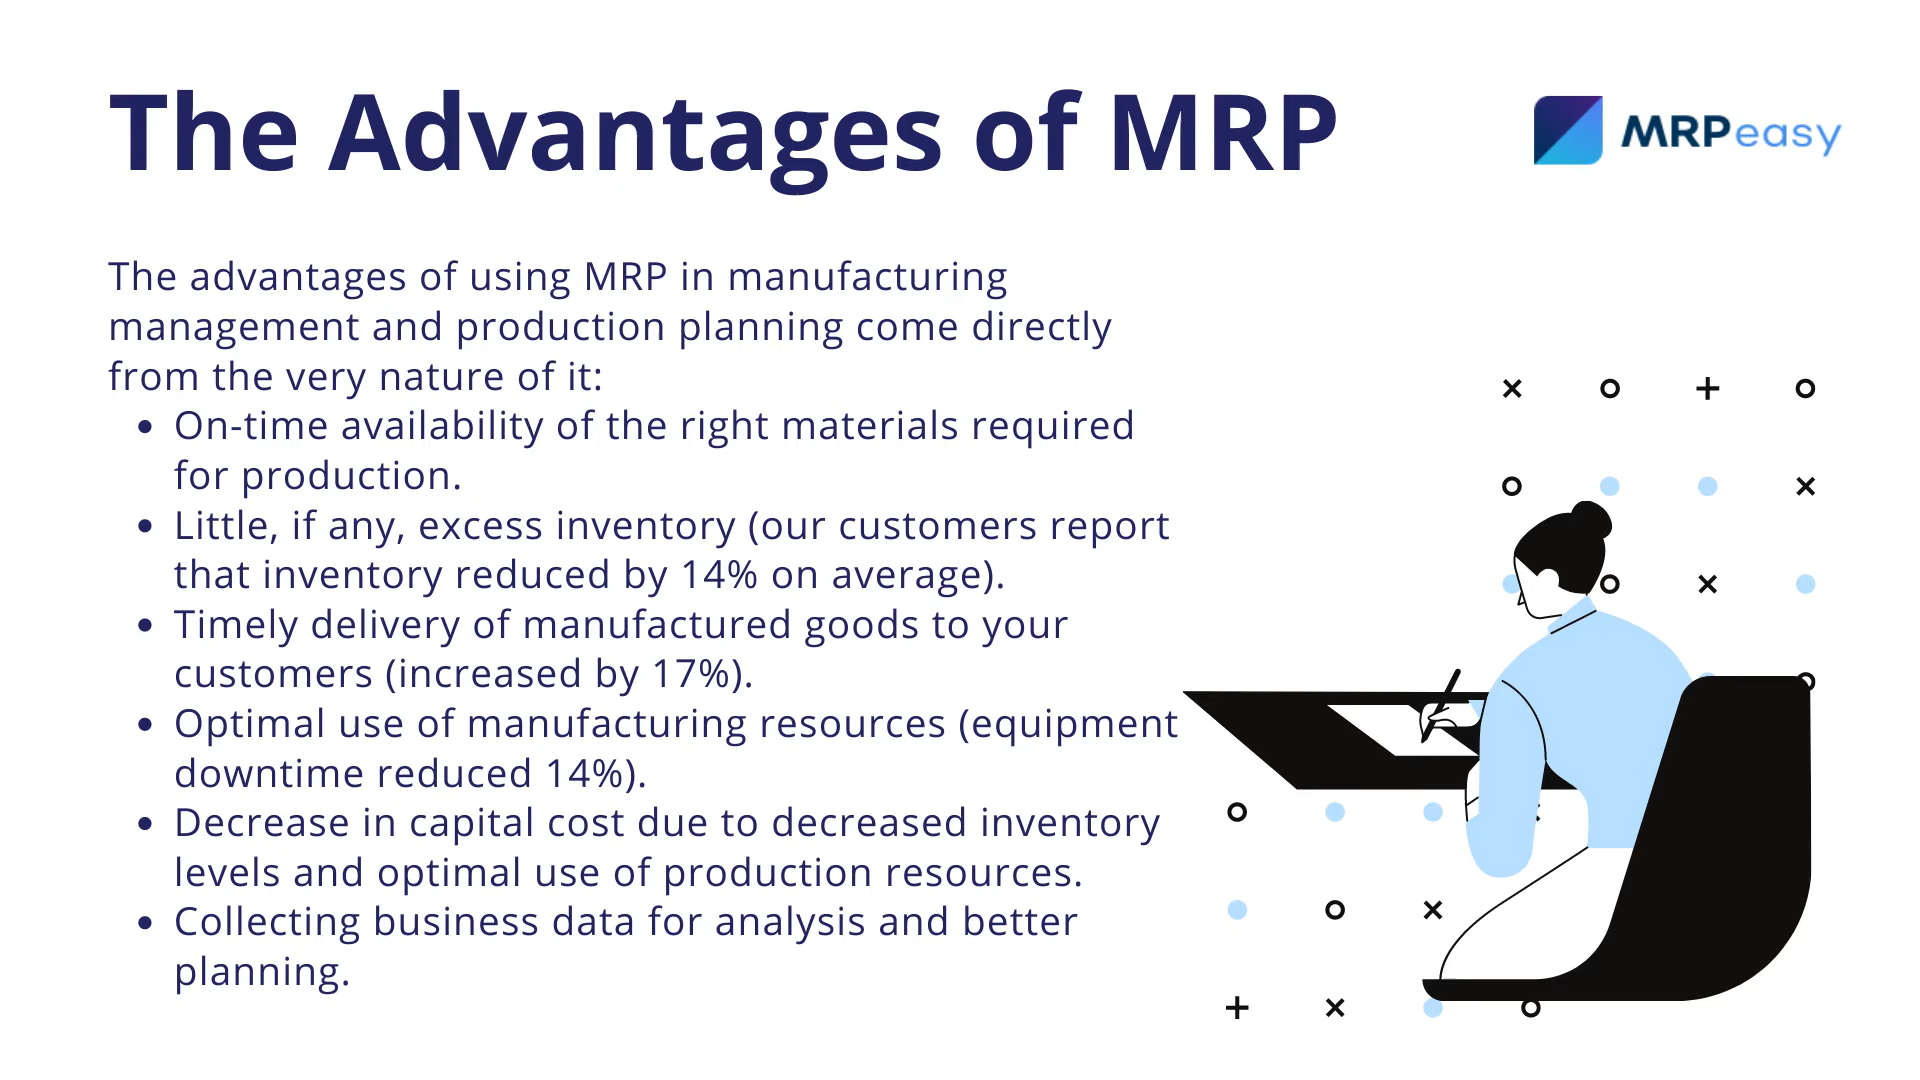 The Advantages of MRP
MRPeasy
The advantages of using MRP in manufacturing
management and production planning come directly
from the very nature of it:
• On-time availability of the right materials required
for production.
• Little, if any, excess inventory (our customers report
that inventory reduced by 14% on average).
• Timely delivery of manufactured goods to your
customers (increased by 17%).
• Optimal use of manufacturing resources (equipment
downtime reduced 14%).
• Decrease in capital cost due to decreased inventory
levels and optimal use of production resources.
• Collecting business data for analysis and better
planning.